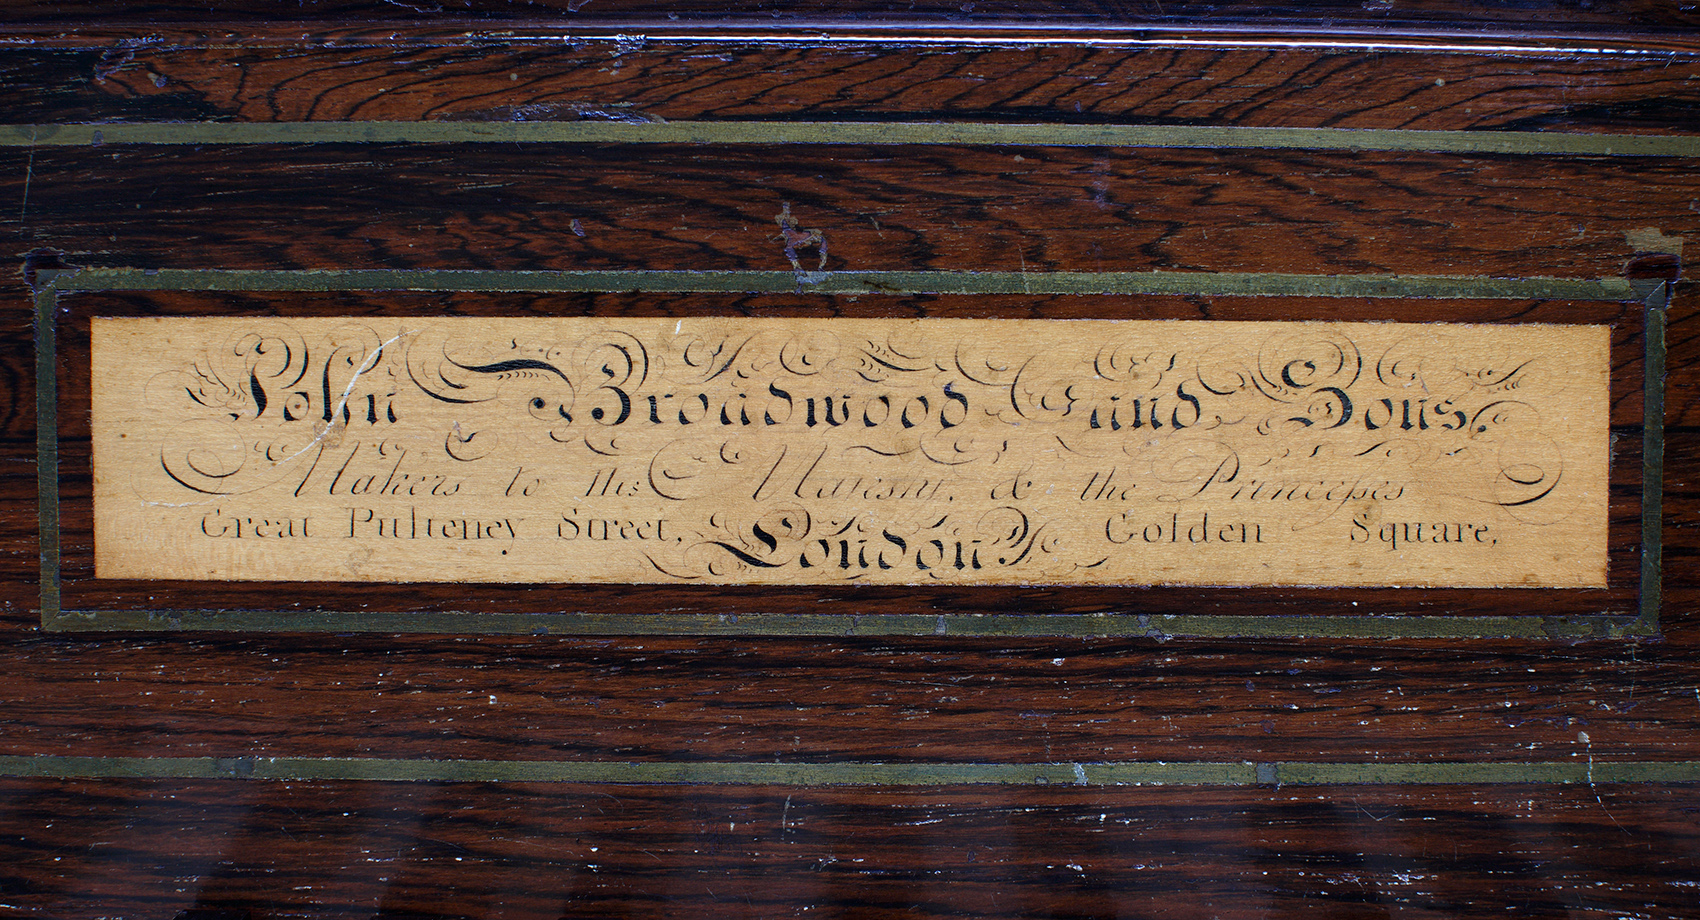 John Broadwood and Sons,
Makers to His Majesty, & the Princeſses
Great Pulteney Street, London Golden Square,